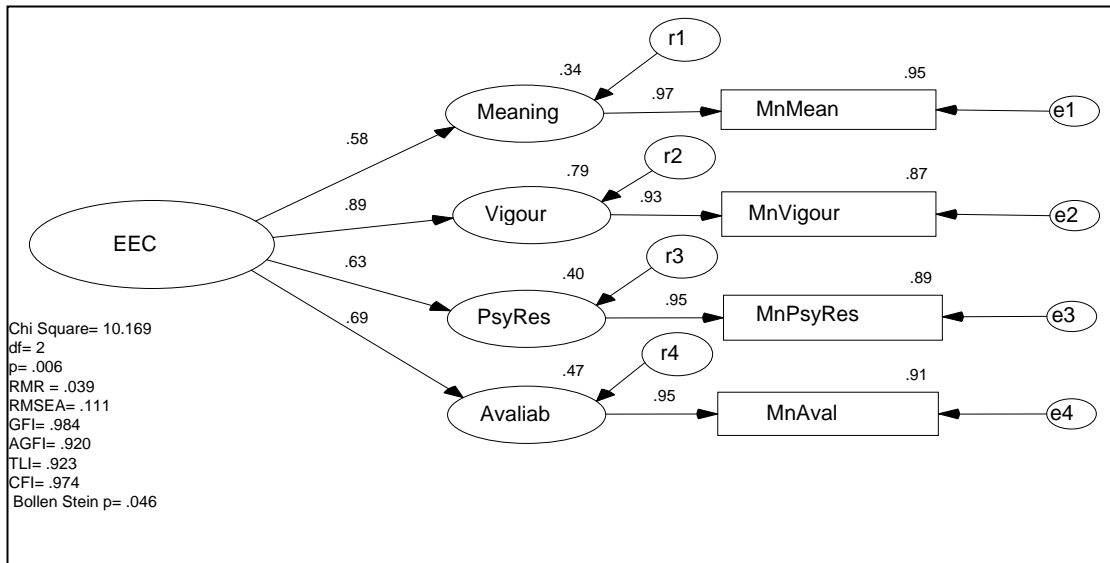 r1
.34
.95
Meaning
.97
MnMean
e1
.58
r2
.79
.87
.89
Vigour
.93
MnVigour
e2
EEC
.63
r3
.40
.89
PsyRes
.95
MnPsyRes
e3
.69
r4
.47
.91
Avaliab
.95
MnAval
e4
Chi Square= 10.169
df= 2
p= .006
RMR = .039
RMSEA= .111
GFI= .984
AGFI= .920
TLI= .923
CFI= .974
Bollen Stein p= .046